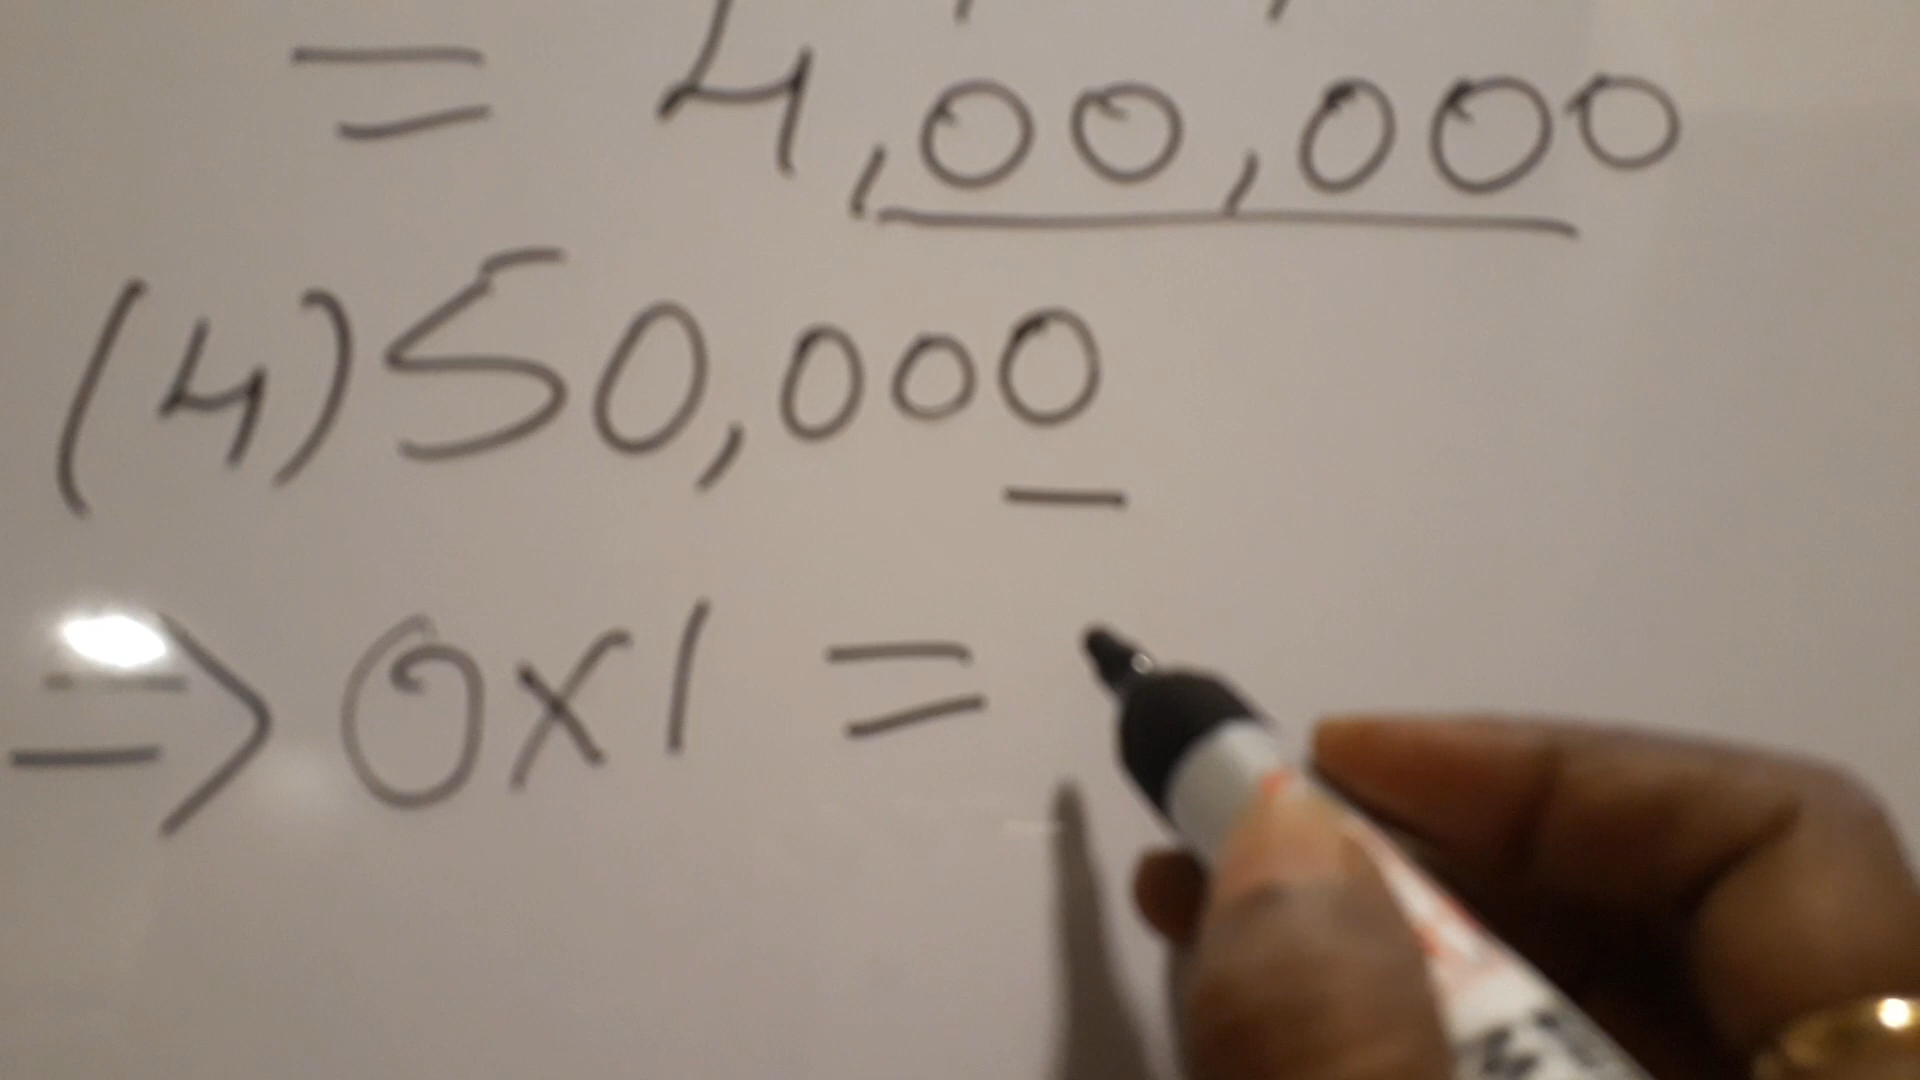 = 4,00,000
(4) 50,000
=> 0x1 =